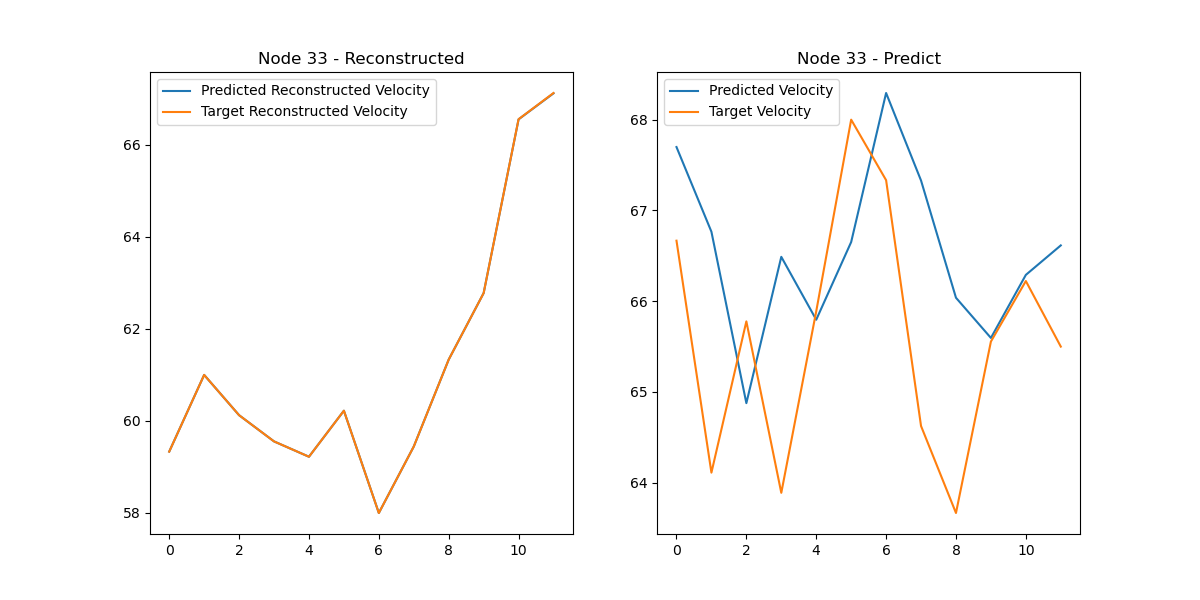 Node 33 - Reconstructed
Predicted Reconstructed Velocity
Target Reconstructed Velocity
66
64
62
60
58
0 2 4 6 8 10
Node 33 - Predict
Predicted Velocity
Target Velocity
68
67
66
65
64
0 2 4 6 8 10